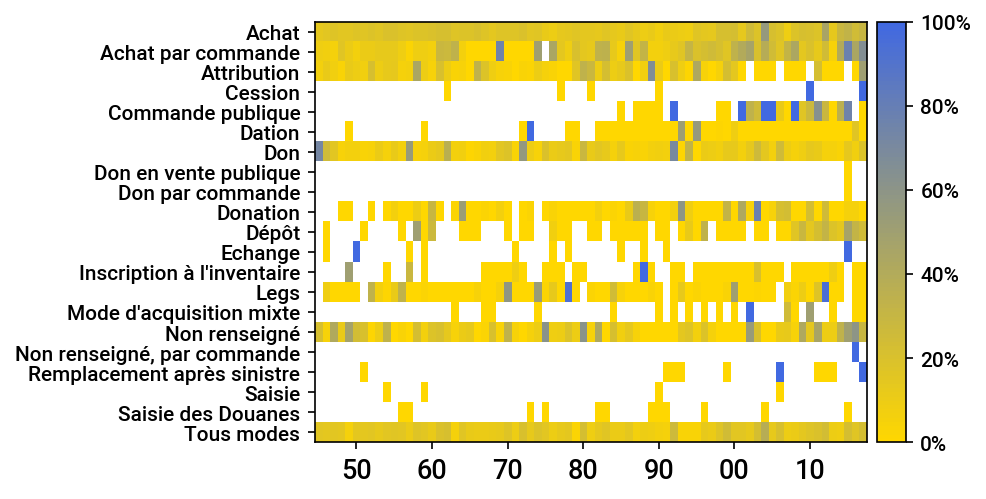 Achat
Achat par commande
Attribution
Cession
Commande publique
Dation
Don
Don en vente publique
Don par commande
Donation
Dépôt
Echange
Inscription à l'inventaire
Legs
Mode d'acquisition mixte
Non renseigné
Non renseigné, par commande
Remplacement après sinistre
Saisie
Saisie des Douanes
Tous modes
50 60 70 80 90 00 10
100%
80%
60%
40%
20%
0%